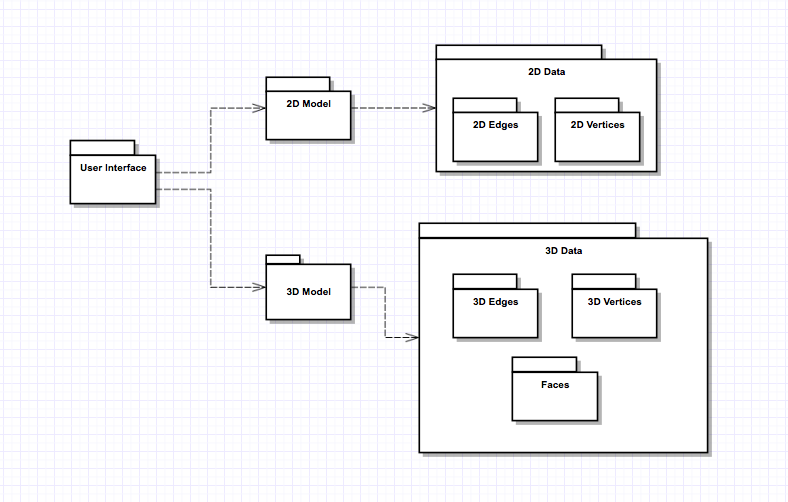 2D Data
2D Model
2D Edges
2D Vertices
User Interface
3D Data
3D Model
3D Edges
3D Vertices
Faces